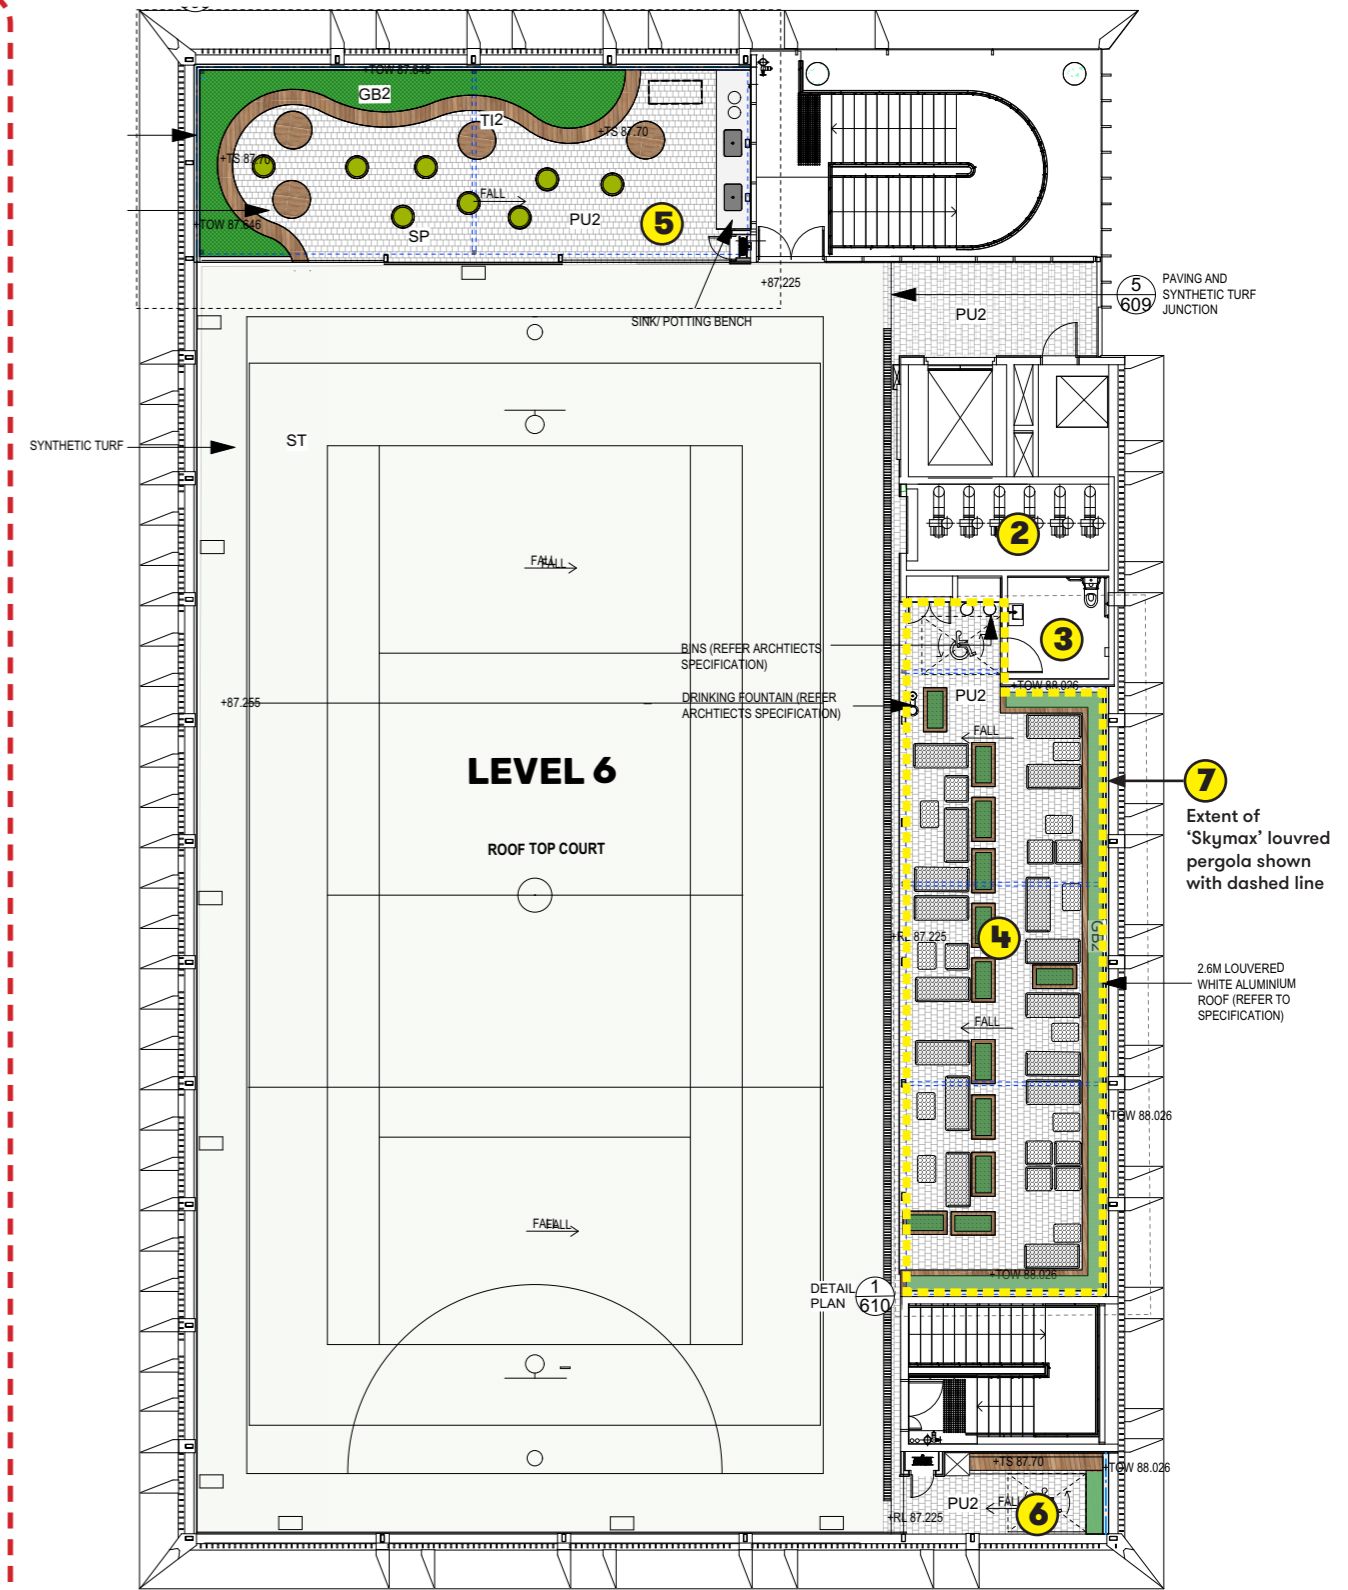 +TOW 87.646
GB2
TI2
+TS 87.70
+TS 87.70
FALL
+TOW 87.646
SP
PU2
5
+87.225
SINK/ POTTING BENCH
PU2
5
609
PAVING AND
SYNTHETIC TURF
JUNCTION
SYNTHETIC TURF
ST
2
FALL
FALL
3
BINS (REFER ARCHTIECTS
SPECIFICATION)
DRINKING FOUNTAIN (REFER
ARCHTIECTS SPECIFICATION)
+TOW 88.026
PU2
+87.255
FALL
LEVEL 6
7
Extent of
‘Skymax’ louvred
pergola shown
with dashed line
ROOF TOP COURT
GB2
+RL 87.225
4
2.6M LOUVERED
WHITE ALUMINIUM
ROOF (REFER TO
SPECIFICATION)
FALL
+TOW 88.026
FALL
FALL
+TOW 88.026
DETAIL
PLAN
1
610
+TS 87.70
+TOW 88.026
PU2
FALL
6
+RL 87.225